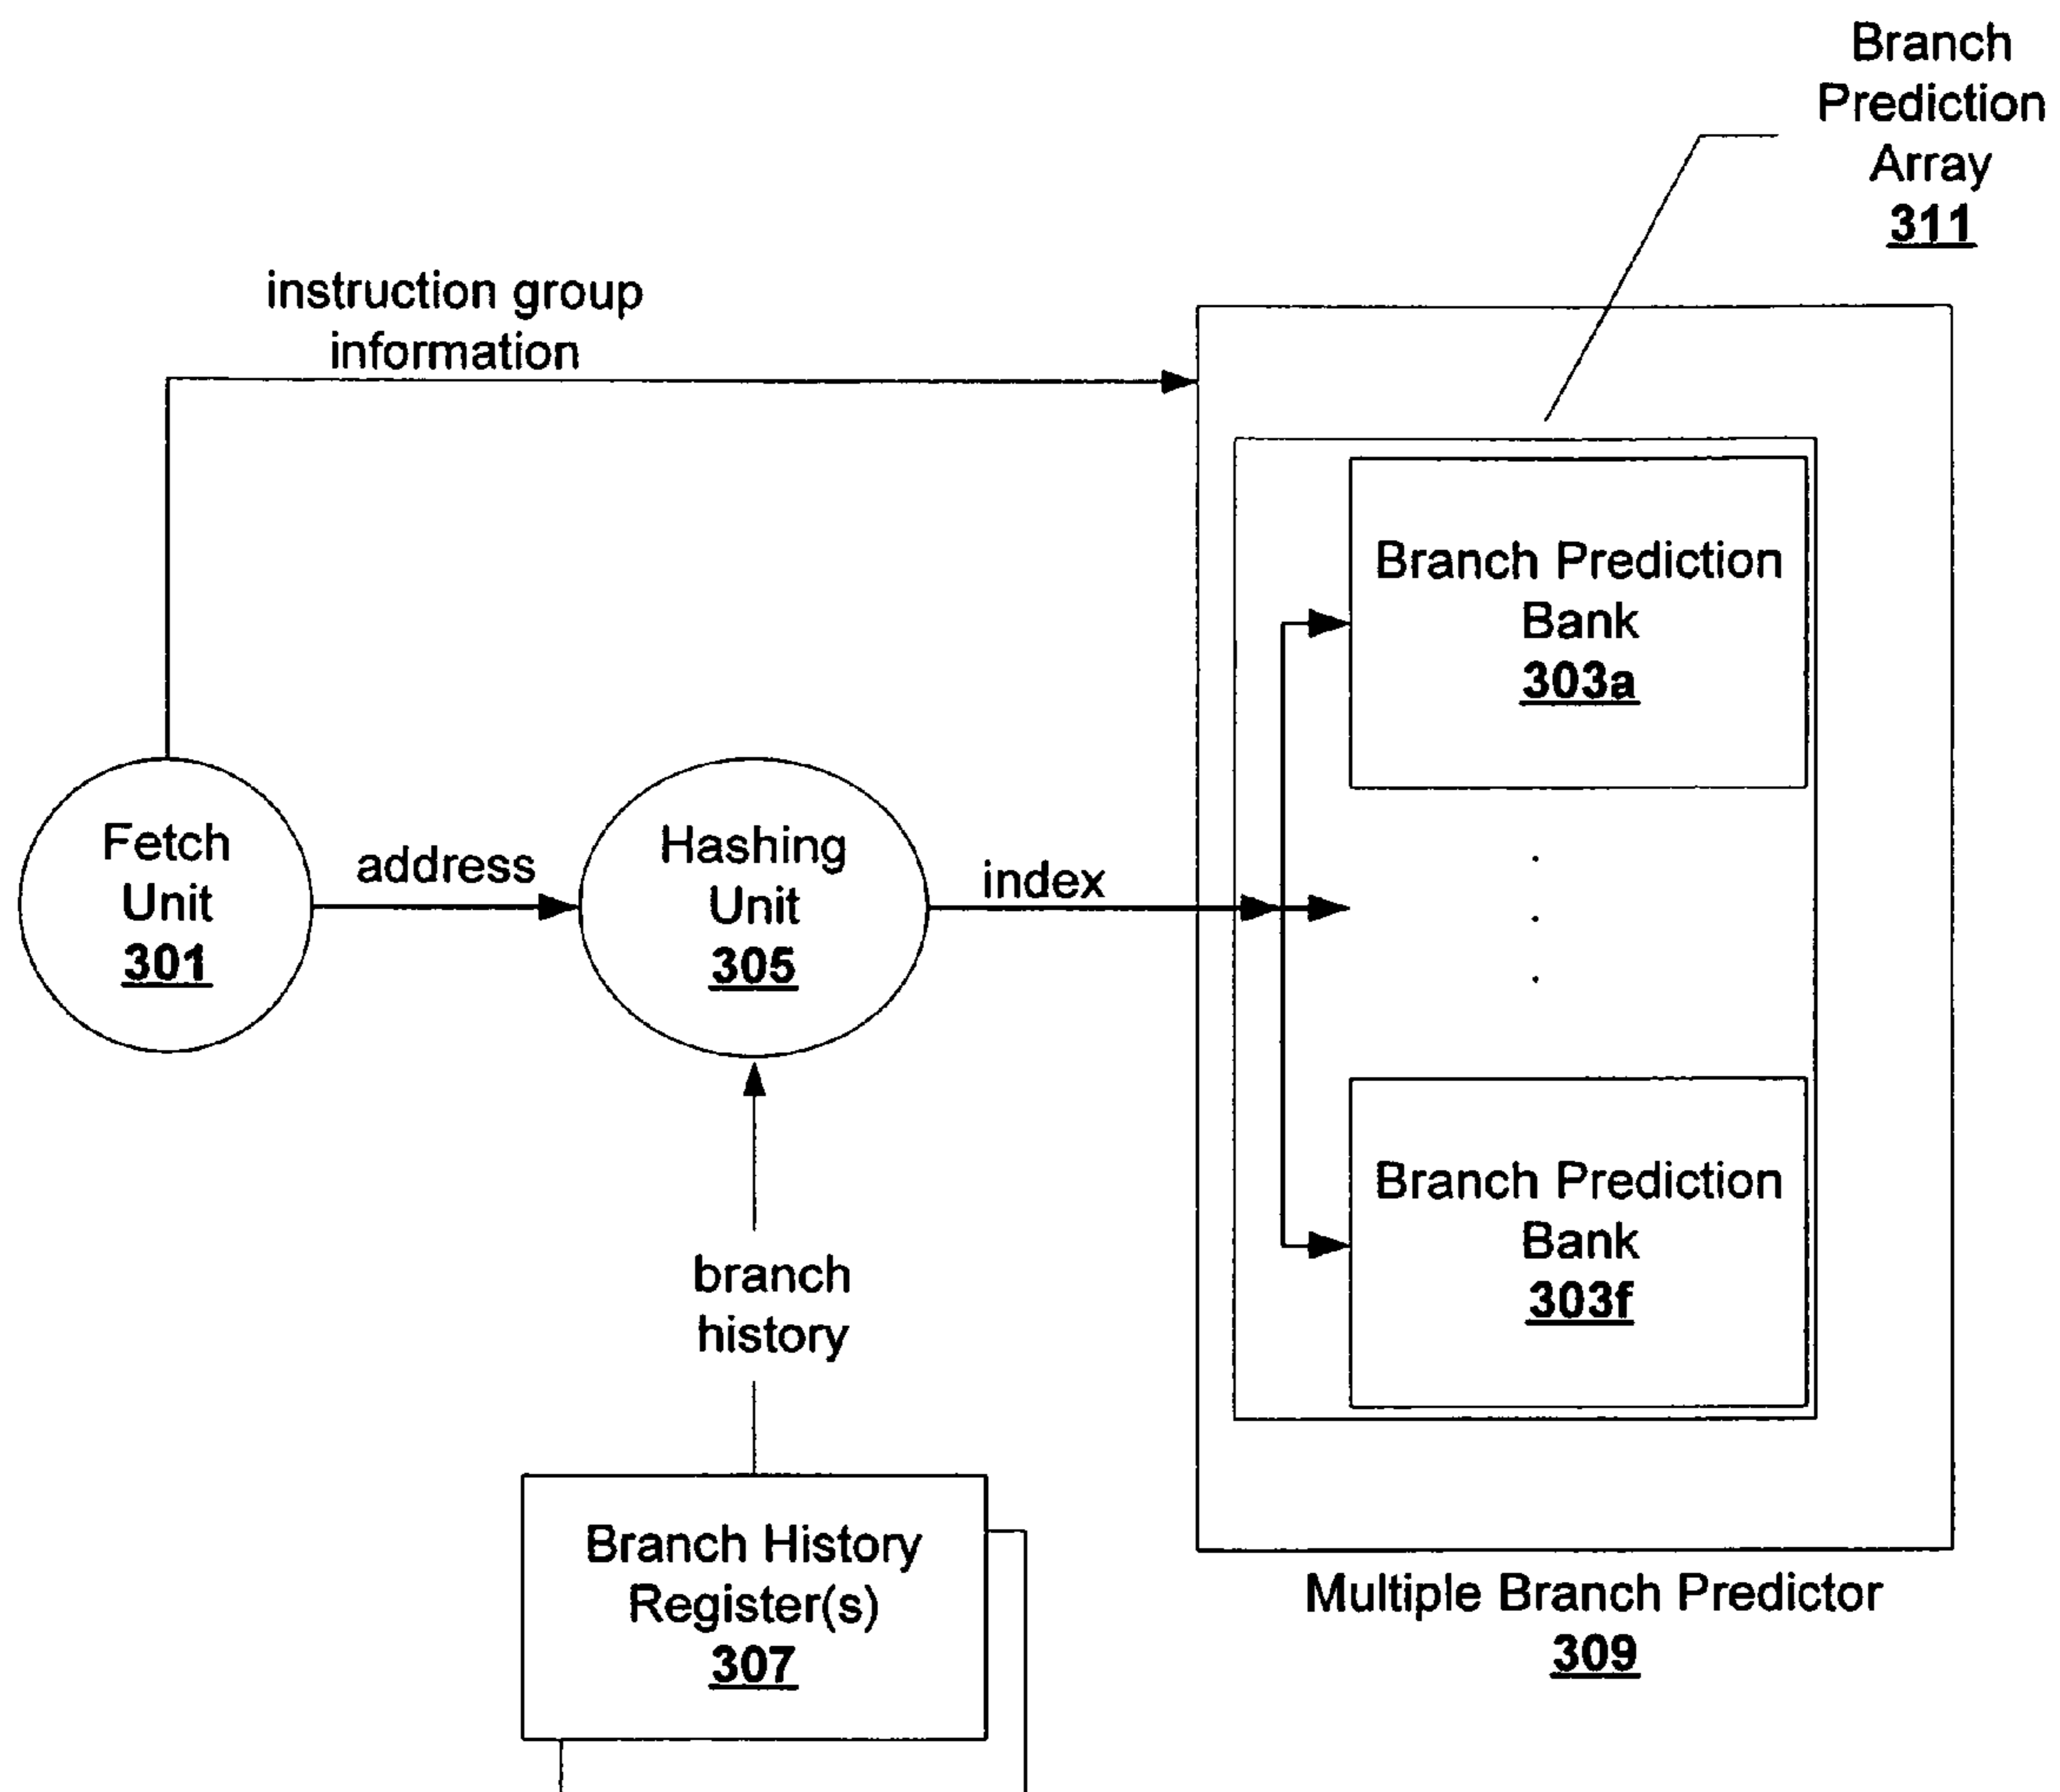 Branch
Prediction
Array
311
instruction group
information
Branch Prediction
Bank
303a
Fetch
Unit
301
address
Hashing
Unit
305
index
.
.
.
branch
history
Branch Prediction
Bank
303f
Branch History
Register(s)
307
Multiple Branch Predictor
309